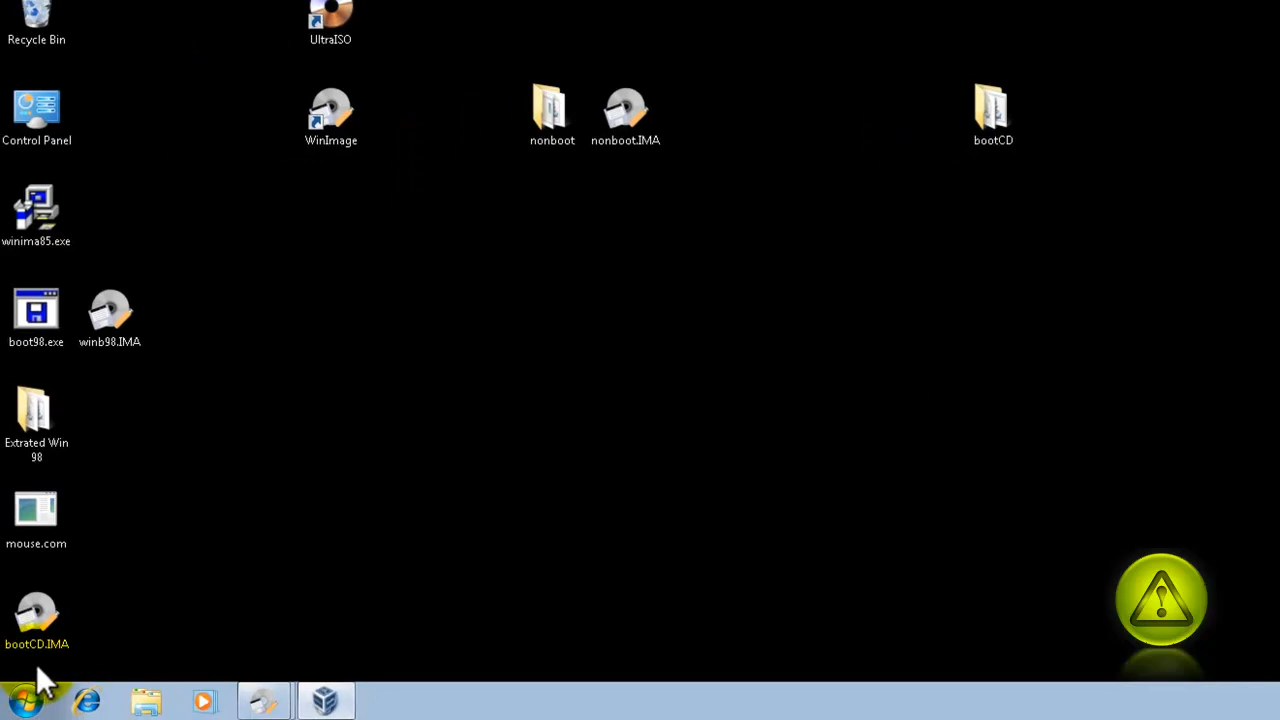 Recycle Bin
UltraISO
Control Panel
WinImage
nonboot
nonboot.IMA
bootCD
winima85.exe
boot98.exe
winb98.IMA
Extrated Win
98
mouse.com
bootCD.IMA